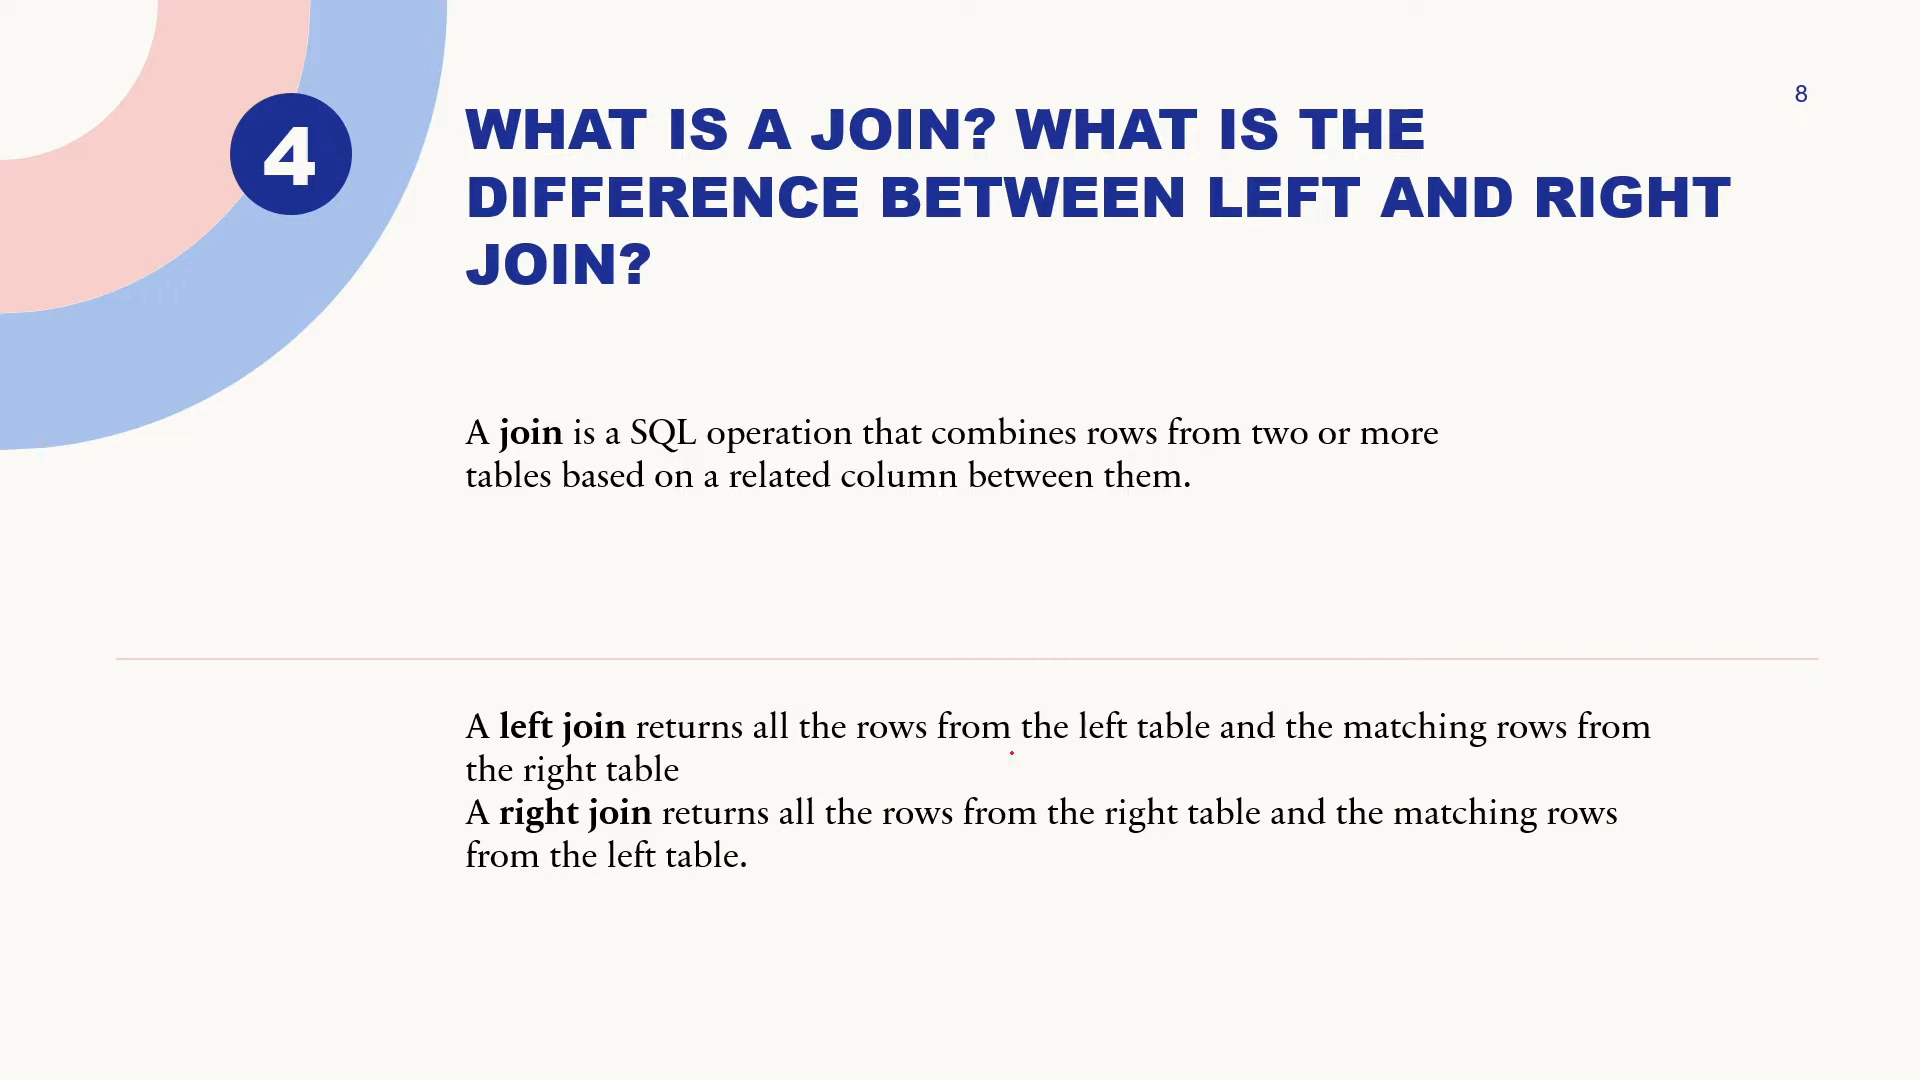 8
4
WHAT IS A JOIN? WHAT IS THE
DIFFERENCE BETWEEN LEFT AND RIGHT
JOIN?
A join is a SQL operation that combines rows from two or more
tables based on a related column between them.
A left join returns all the rows from the left table and the matching rows from
the right table
A right join returns all the rows from the right table and the matching rows
from the left table.